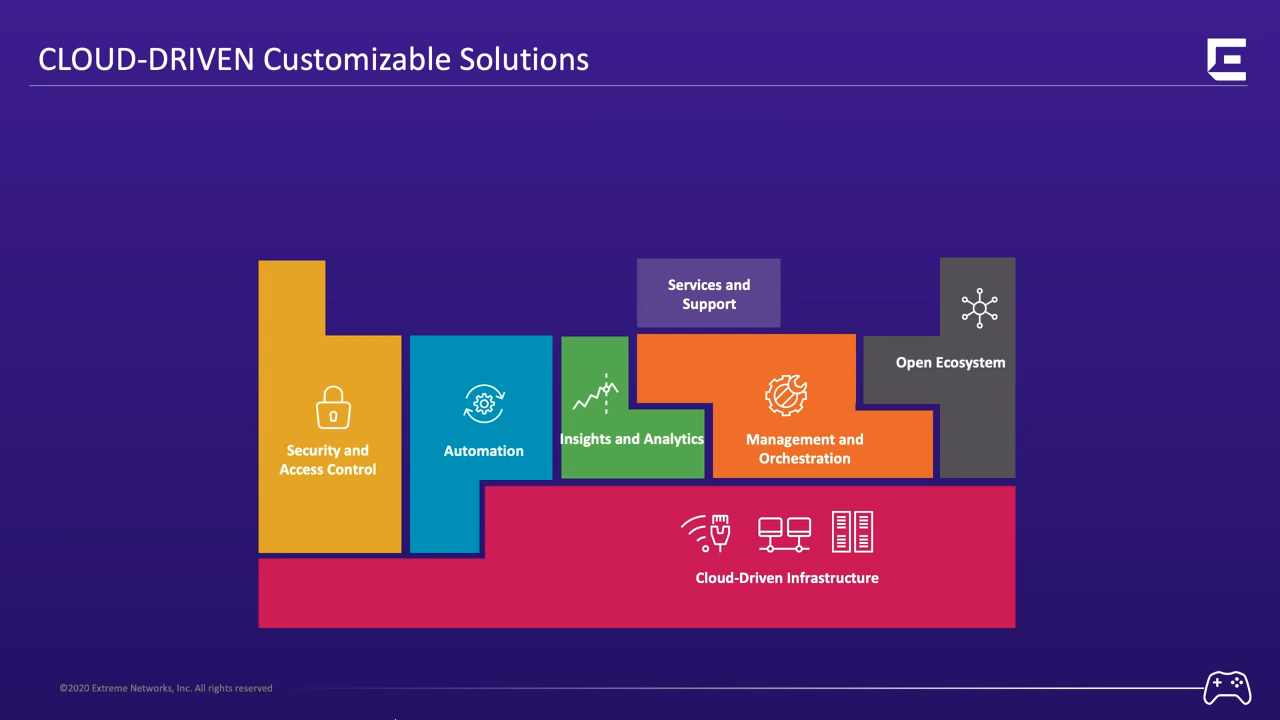 CLOUD-DRIVEN Customizable Solutions
Services and
Support
Open Ecosystem
Security and
Access Control
Automation
Insights and Analytics
Management and
Orchestration
Cloud-Driven Infrastructure
©2020 Extreme Networks, Inc. All rights reserved